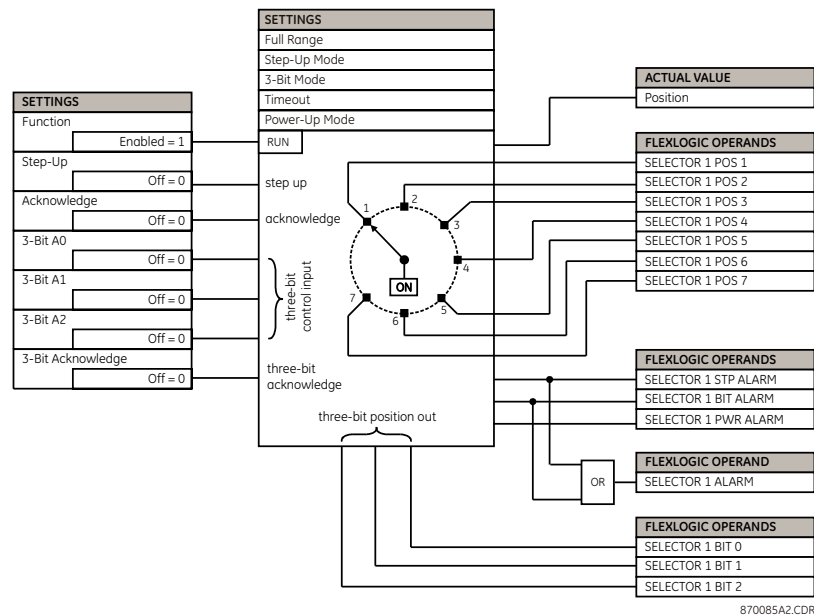 SETTINGS
Full Range
Step-Up Mode
3-Bit Mode
Timeout
Power-Up Mode
SETTINGS
Function
Enabled = 1
Step-Up
Off = 0
Acknowledge
Off = 0
3-Bit A0
Off = 0
3-Bit A1
Off = 0
3-Bit A2
Off = 0
3-Bit Acknowledge
Off = 0
RUN
step up
acknowledge
three-bit
control input
three-bit
acknowledge
1
2
3
4
5
6
7
ON
three-bit position out
ACTUAL VALUE
Position
FLEXLOGIC OPERANDS
SELECTOR 1 POS 1
SELECTOR 1 POS 2
SELECTOR 1 POS 3
SELECTOR 1 POS 4
SELECTOR 1 POS 5
SELECTOR 1 POS 6
SELECTOR 1 POS 7
FLEXLOGIC OPERANDS
SELECTOR 1 STP ALARM
SELECTOR 1 BIT ALARM
SELECTOR 1 PWR ALARM
OR
FLEXLOGIC OPERAND
SELECTOR 1 ALARM
FLEXLOGIC OPERANDS
SELECTOR 1 BIT 0
SELECTOR 1 BIT 1
SELECTOR 1 BIT 2
870085A2.CDR